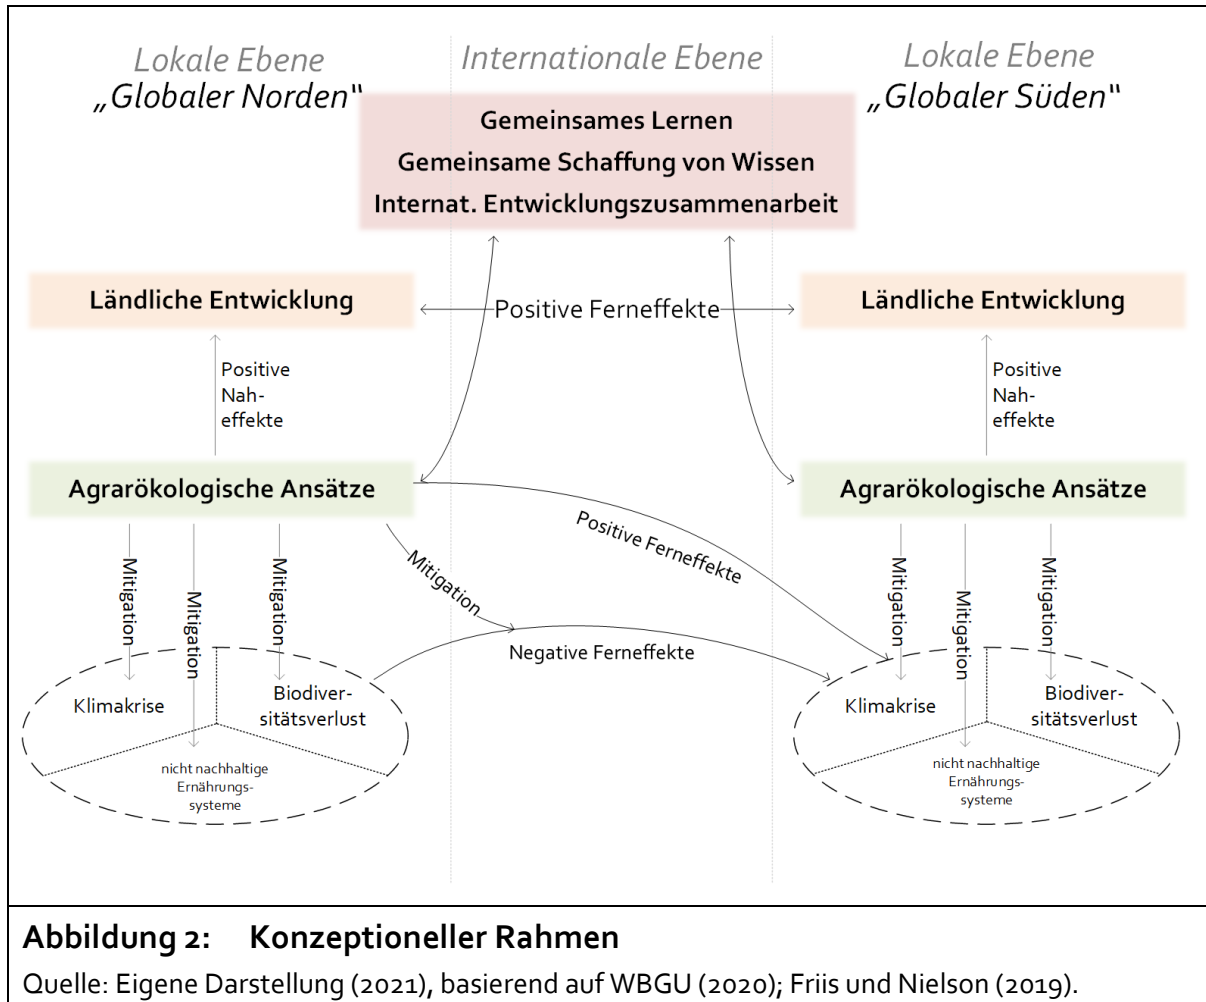 Lokale Ebene
„Globaler Norden“
Internationale Ebene
Lokale Ebene
„Globaler Süden“
Gemeinsames Lernen
Gemeinsame Schaffung von Wissen
Internat. Entwicklungszusammenarbeit
Ländliche Entwicklung
Positive Ferneffekte
Ländliche Entwicklung
Positive
Nah-
effekte
Positive
Nah-
effekte
Agrarökologische Ansätze
Agrarökologische Ansätze
Positive Ferneffekte
Mitigation
Mitigation
Mitigation
Mitigation
Negative Ferneffekte
Mitigation
Mitigation
Mitigation
Klimakrise
Biodiver-
sitätsverlust
nicht nachhaltige
Ernährungs-
systeme
Klimakrise
Biodiver-
sitätsverlust
nicht nachhaltige
Ernährungs-
systeme
Abbildung 2: Konzeptioneller Rahmen
Quelle: Eigene Darstellung (2021), basierend auf WBGU (2020); Friis und Nielson (2019).